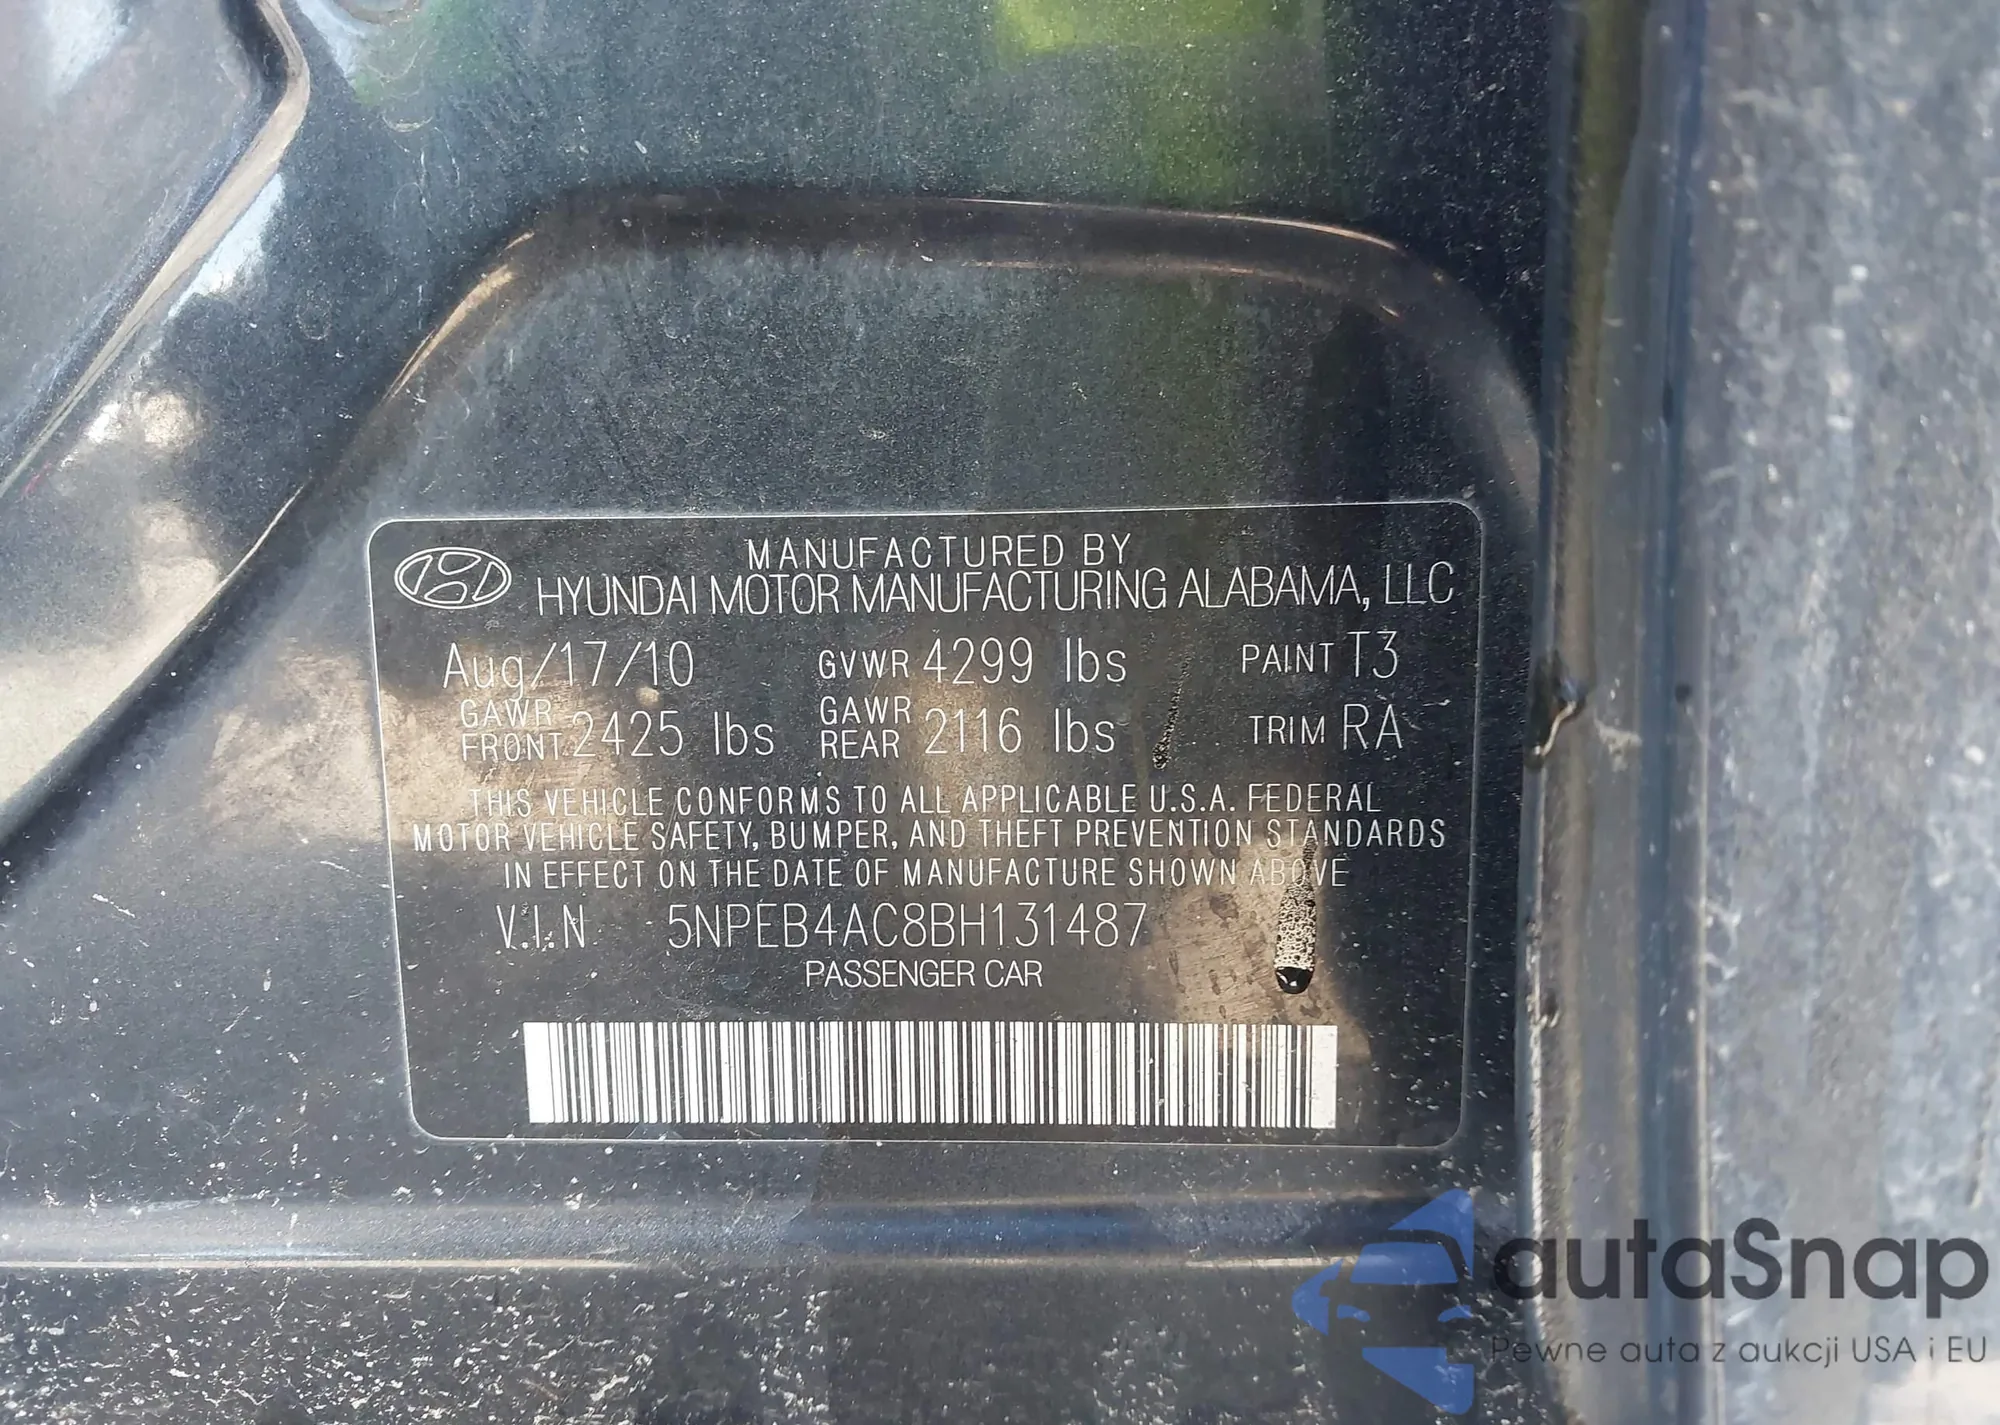 MANUFACTURED BY
HYUNDAI MOTOR MANUFACTURING ALABAMA, LLC
Aug/17/10 GVWR 4299 lbs PAINT T3
GAWR FRONT 2425 lbs GAWR REAR 2116 lbs TRIM RA
THIS VEHICLE CONFORMS TO ALL APPLICABLE U.S.A. FEDERAL
MOTOR VEHICLE SAFETY, BUMPER, AND THEFT PREVENTION STANDARDS
IN EFFECT ON THE DATE OF MANUFACTURE SHOWN ABOVE
V.I.N 5NPEB4AC8BH131487
PASSENGER CAR
autaSnap
Pewne auta z aukcji USA i EU